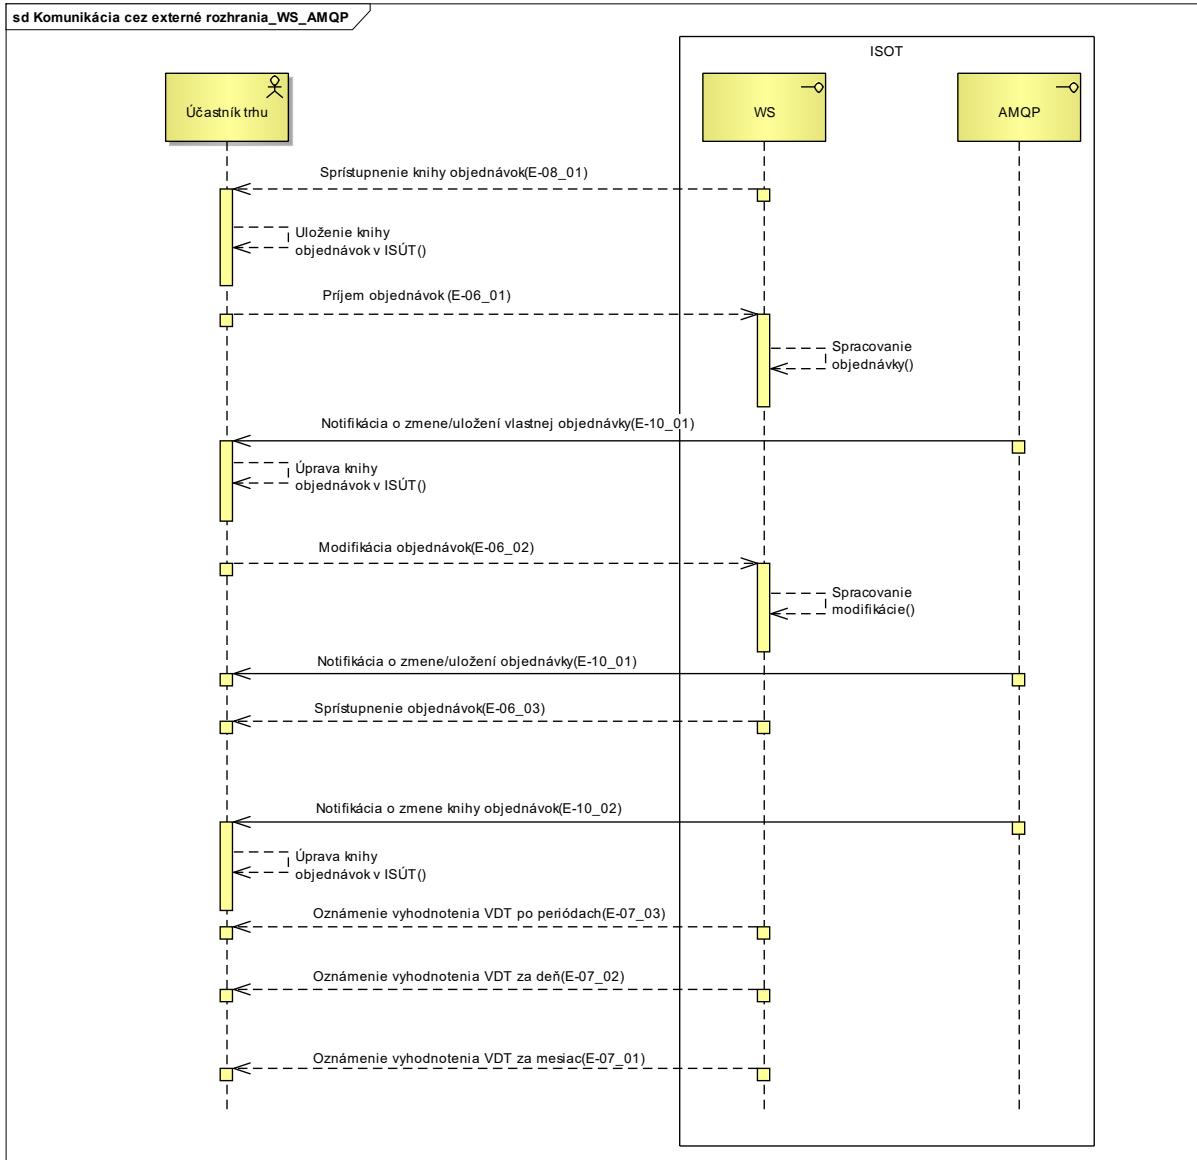 sd Komunikácia cez externé rozhrania_WS_AMQP
ISOT
Účastník trhu
WS
AMQP
Sprístupnenie knihy objednávok(E-08_01)
Uloženie knihy
objednávok v ISÚT()
Príjem objednávok (E-06_01)
Spracovanie
objednávky()
Notifikácia o zmene/uložení vlastnej objednávky(E-10_01)
Úprava knihy
objednávok v ISÚT()
Modifikácia objednávok(E-06_02)
Spracovanie
modifikácie()
Notifikácia o zmene/uložení objednávky(E-10_01)
Sprístupnenie objednávok(E-06_03)
Notifikácia o zmene knihy objednávok(E-10_02)
Úprava knihy
objednávok v ISÚT()
Oznámenie vyhodnotenia VDT po periódach(E-07_03)
Oznámenie vyhodnotenia VDT za deň(E-07_02)
Oznámenie vyhodnotenia VDT za mesiac(E-07_01)